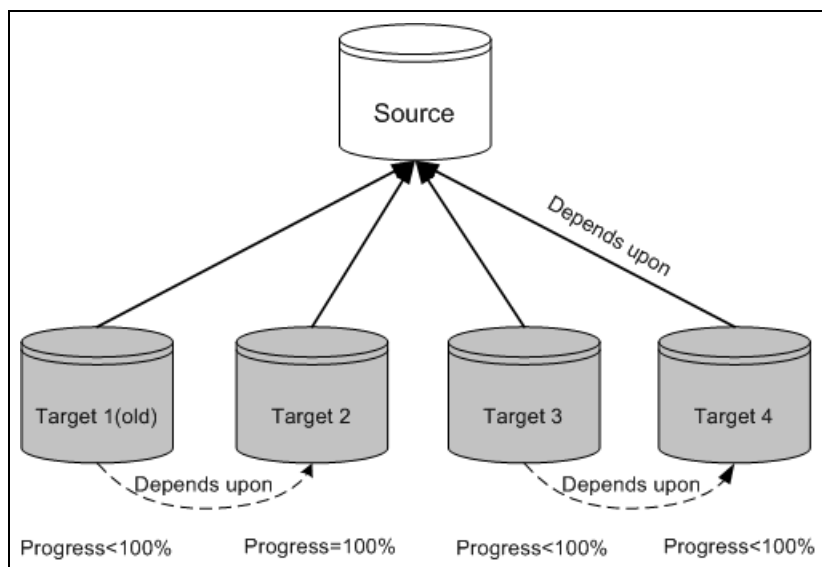 Source
Depends upon
Target 1(old)
Target 2
Target 3
Target 4
Depends upon
Depends upon
Progress<100%
Progress=100%
Progress<100%
Progress<100%